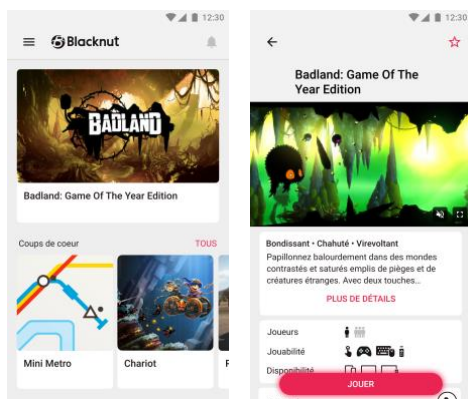 12:30
Blacknut
BADLAND
Badland: Game Of The Year Edition
Coups de coeur
TOUS
Mini Metro
Chariot
F
12:30
Badland: Game Of The
Year Edition
Bondissant • Chahuté • Virevoltant
Papillonnez balourdement dans des mondes
contrastés et saturés emplis de pièges et de
créatures étranges. Avec deux touches...
PLUS DE DÉTAILS
Joueurs
Jouabilité
Disponibilité
JOUER